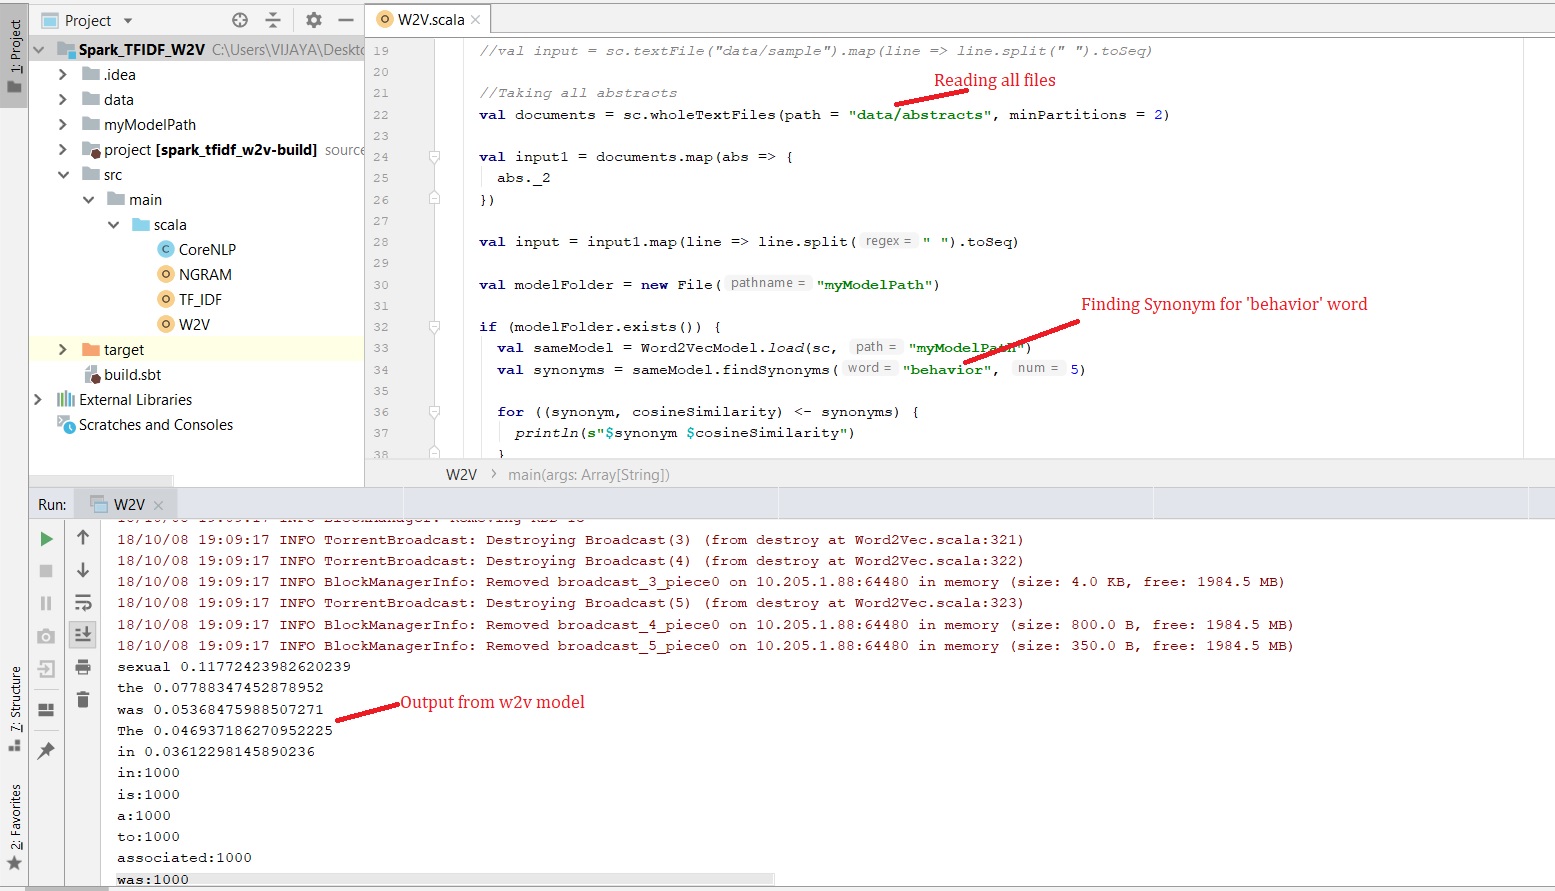 Project
W2V.scala
1: Project
Spark_TFIDF_W2V C:\Users\VIJAYA\Deskto
.idea
data
myModelPath
project [spark_tfidf_w2v-build] source
src
main
scala
CoreNLP
NGRAM
TF_IDF
W2V
target
build.sbt
External Libraries
Scratches and Consoles
19 //val input = sc.textFile("data/sample").map(line => line.split(" ").toSeq)
20
Reading all files
21 //Taking all abstracts
22 val documents = sc.wholeTextFiles(path = "data/abstracts", minPartitions = 2)
23
24 val input1 = documents.map(abs => {
25 abs._2
26 })
27
28 val input = input1.map(line => line.split( regex = " ").toSeq)
29
30 val modelFolder = new File( pathname = "myModelPath")
31
Finding Synonym for 'behavior' word
32 if (modelFolder.exists()) {
33 val sameModel = Word2VecModel.load(sc, path = "myModelPath")
34 val synonyms = sameModel.findSynonyms( word = "behavior", num = 5)
35
36 for ((synonym, cosineSimilarity) <- synonyms) {
37 println(s"$synonym $cosineSimilarity")
38 }
W2V > main(args: Array[String])
Run: W2V
18/10/08 19:09:17 INFO BlockManager: Removing RDD
18/10/08 19:09:17 INFO TorrentBroadcast: Destroying Broadcast(3) (from destroy at Word2Vec.scala:321)
18/10/08 19:09:17 INFO TorrentBroadcast: Destroying Broadcast(4) (from destroy at Word2Vec.scala:322)
18/10/08 19:09:17 INFO BlockManagerInfo: Removed broadcast_3_piece0 on 10.205.1.88:64480 in memory (size: 4.0 KB, free: 1984.5 MB)
18/10/08 19:09:17 INFO TorrentBroadcast: Destroying Broadcast(5) (from destroy at Word2Vec.scala:323)
18/10/08 19:09:17 INFO BlockManagerInfo: Removed broadcast_4_piece0 on 10.205.1.88:64480 in memory (size: 800.0 B, free: 1984.5 MB)
18/10/08 19:09:17 INFO BlockManagerInfo: Removed broadcast_5_piece0 on 10.205.1.88:64480 in memory (size: 350.0 B, free: 1984.5 MB)
sexual 0.11772423982620239
the 0.07788347452878952
Output from w2v model
was 0.05368475988507271
The 0.046937186270952225
in 0.03612298145890236
in:1000
is:1000
a:1000
to:1000
associated:1000
was:1000
7: Structure
2: Favorites